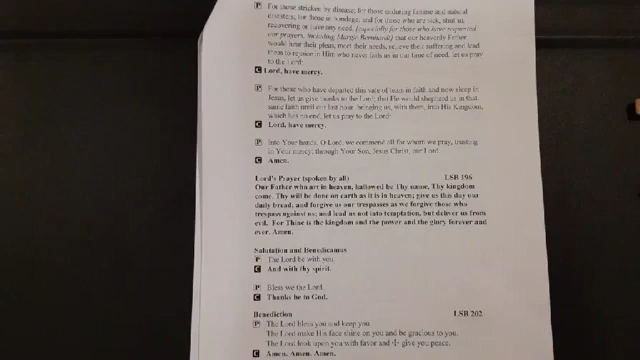 P For those stricken by disease; for those enduring famine and natural
disasters; for those in bondage; and for those who are sick, shut in,
recovering or have any need, (especially for those who have requested
our prayers, including Margie) that our heavenly Father
would hear their pleas, meet their needs, relieve their suffering and lead
them to rejoice in Him who never fails us in our time of need, let us pray
to the Lord:
C Lord, have mercy.
P For those who have departed this vale of tears in faith and now sleep in
Jesus, let us give thanks to the Lord; that He would shepherd us in that
same faith until our last hour, bringing us, with them, into His Kingdom,
which has no end, let us pray to the Lord:
C Lord, have mercy.
P Into Your hands, O Lord, we commend all for whom we pray, trusting
in Your mercy; through Your Son, Jesus Christ, our Lord.
C Amen.
Lord's Prayer (spoken by all) LSB 196
Our Father who art in heaven, hallowed be Thy name, Thy kingdom
come, Thy will be done on earth as it is in heaven; give us this day our
daily bread; and forgive us our trespasses as we forgive those who
trespass against us; and lead us not into temptation, but deliver us from
evil. For Thine is the kingdom and the power and the glory forever and
ever. Amen.
Salutation and Benedicamus
P The Lord be with you.
C And with thy spirit.
P Bless we the Lord.
C Thanks be to God.
Benediction LSB 202
P The Lord bless you and keep you.
The Lord make His face shine on you and be gracious to you.
The Lord look upon you with favor and ✠ give you peace.
C Amen. Amen. Amen.